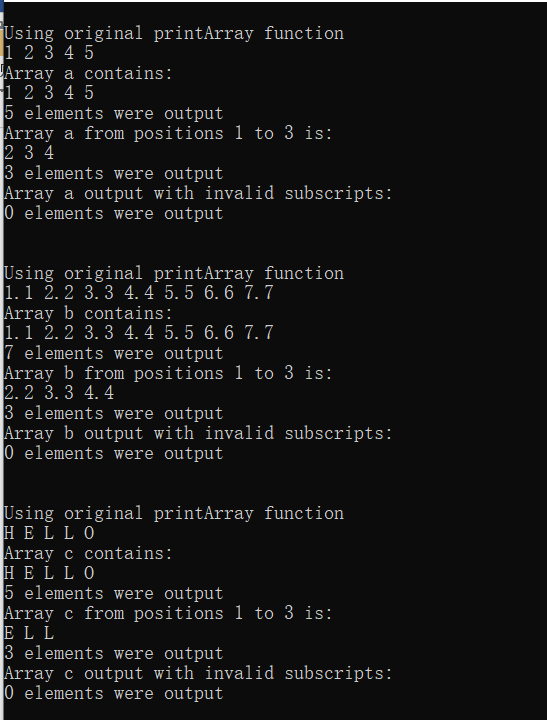 Using original printArray function
1 2 3 4 5
Array a contains:
1 2 3 4 5
5 elements were output
Array a from positions 1 to 3 is:
2 3 4
3 elements were output
Array a output with invalid subscripts:
0 elements were output
Using original printArray function
1.1 2.2 3.3 4.4 5.5 6.6 7.7
Array b contains:
1.1 2.2 3.3 4.4 5.5 6.6 7.7
7 elements were output
Array b from positions 1 to 3 is:
2.2 3.3 4.4
3 elements were output
Array b output with invalid subscripts:
0 elements were output
Using original printArray function
H E L L O
Array c contains:
H E L L O
5 elements were output
Array c from positions 1 to 3 is:
E L L
3 elements were output
Array c output with invalid subscripts:
0 elements were output